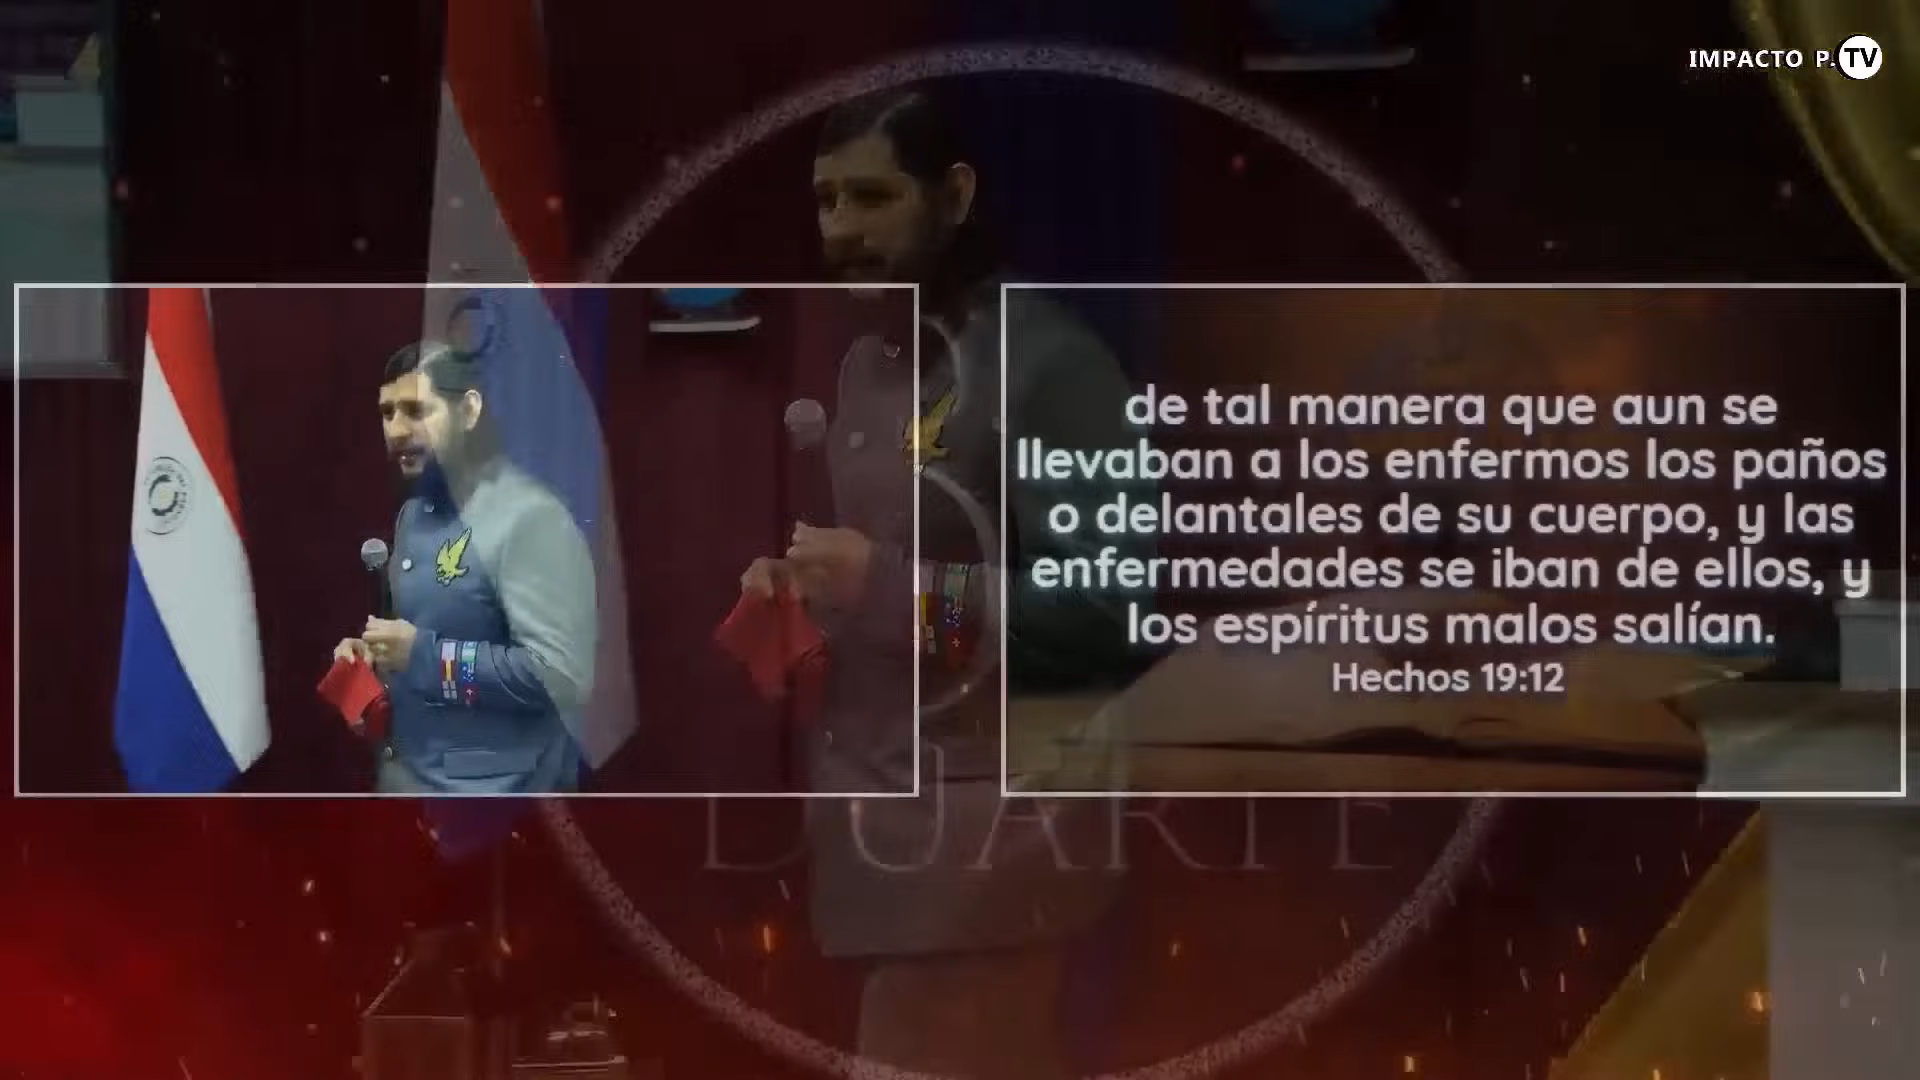 IMPACTO P. TV
de tal manera que aun se
llevaban a los enfermos los paños
o delantales de su cuerpo, y las
enfermedades se iban de ellos, y
los espíritus malos salían.
Hechos 19:12
DUARTE